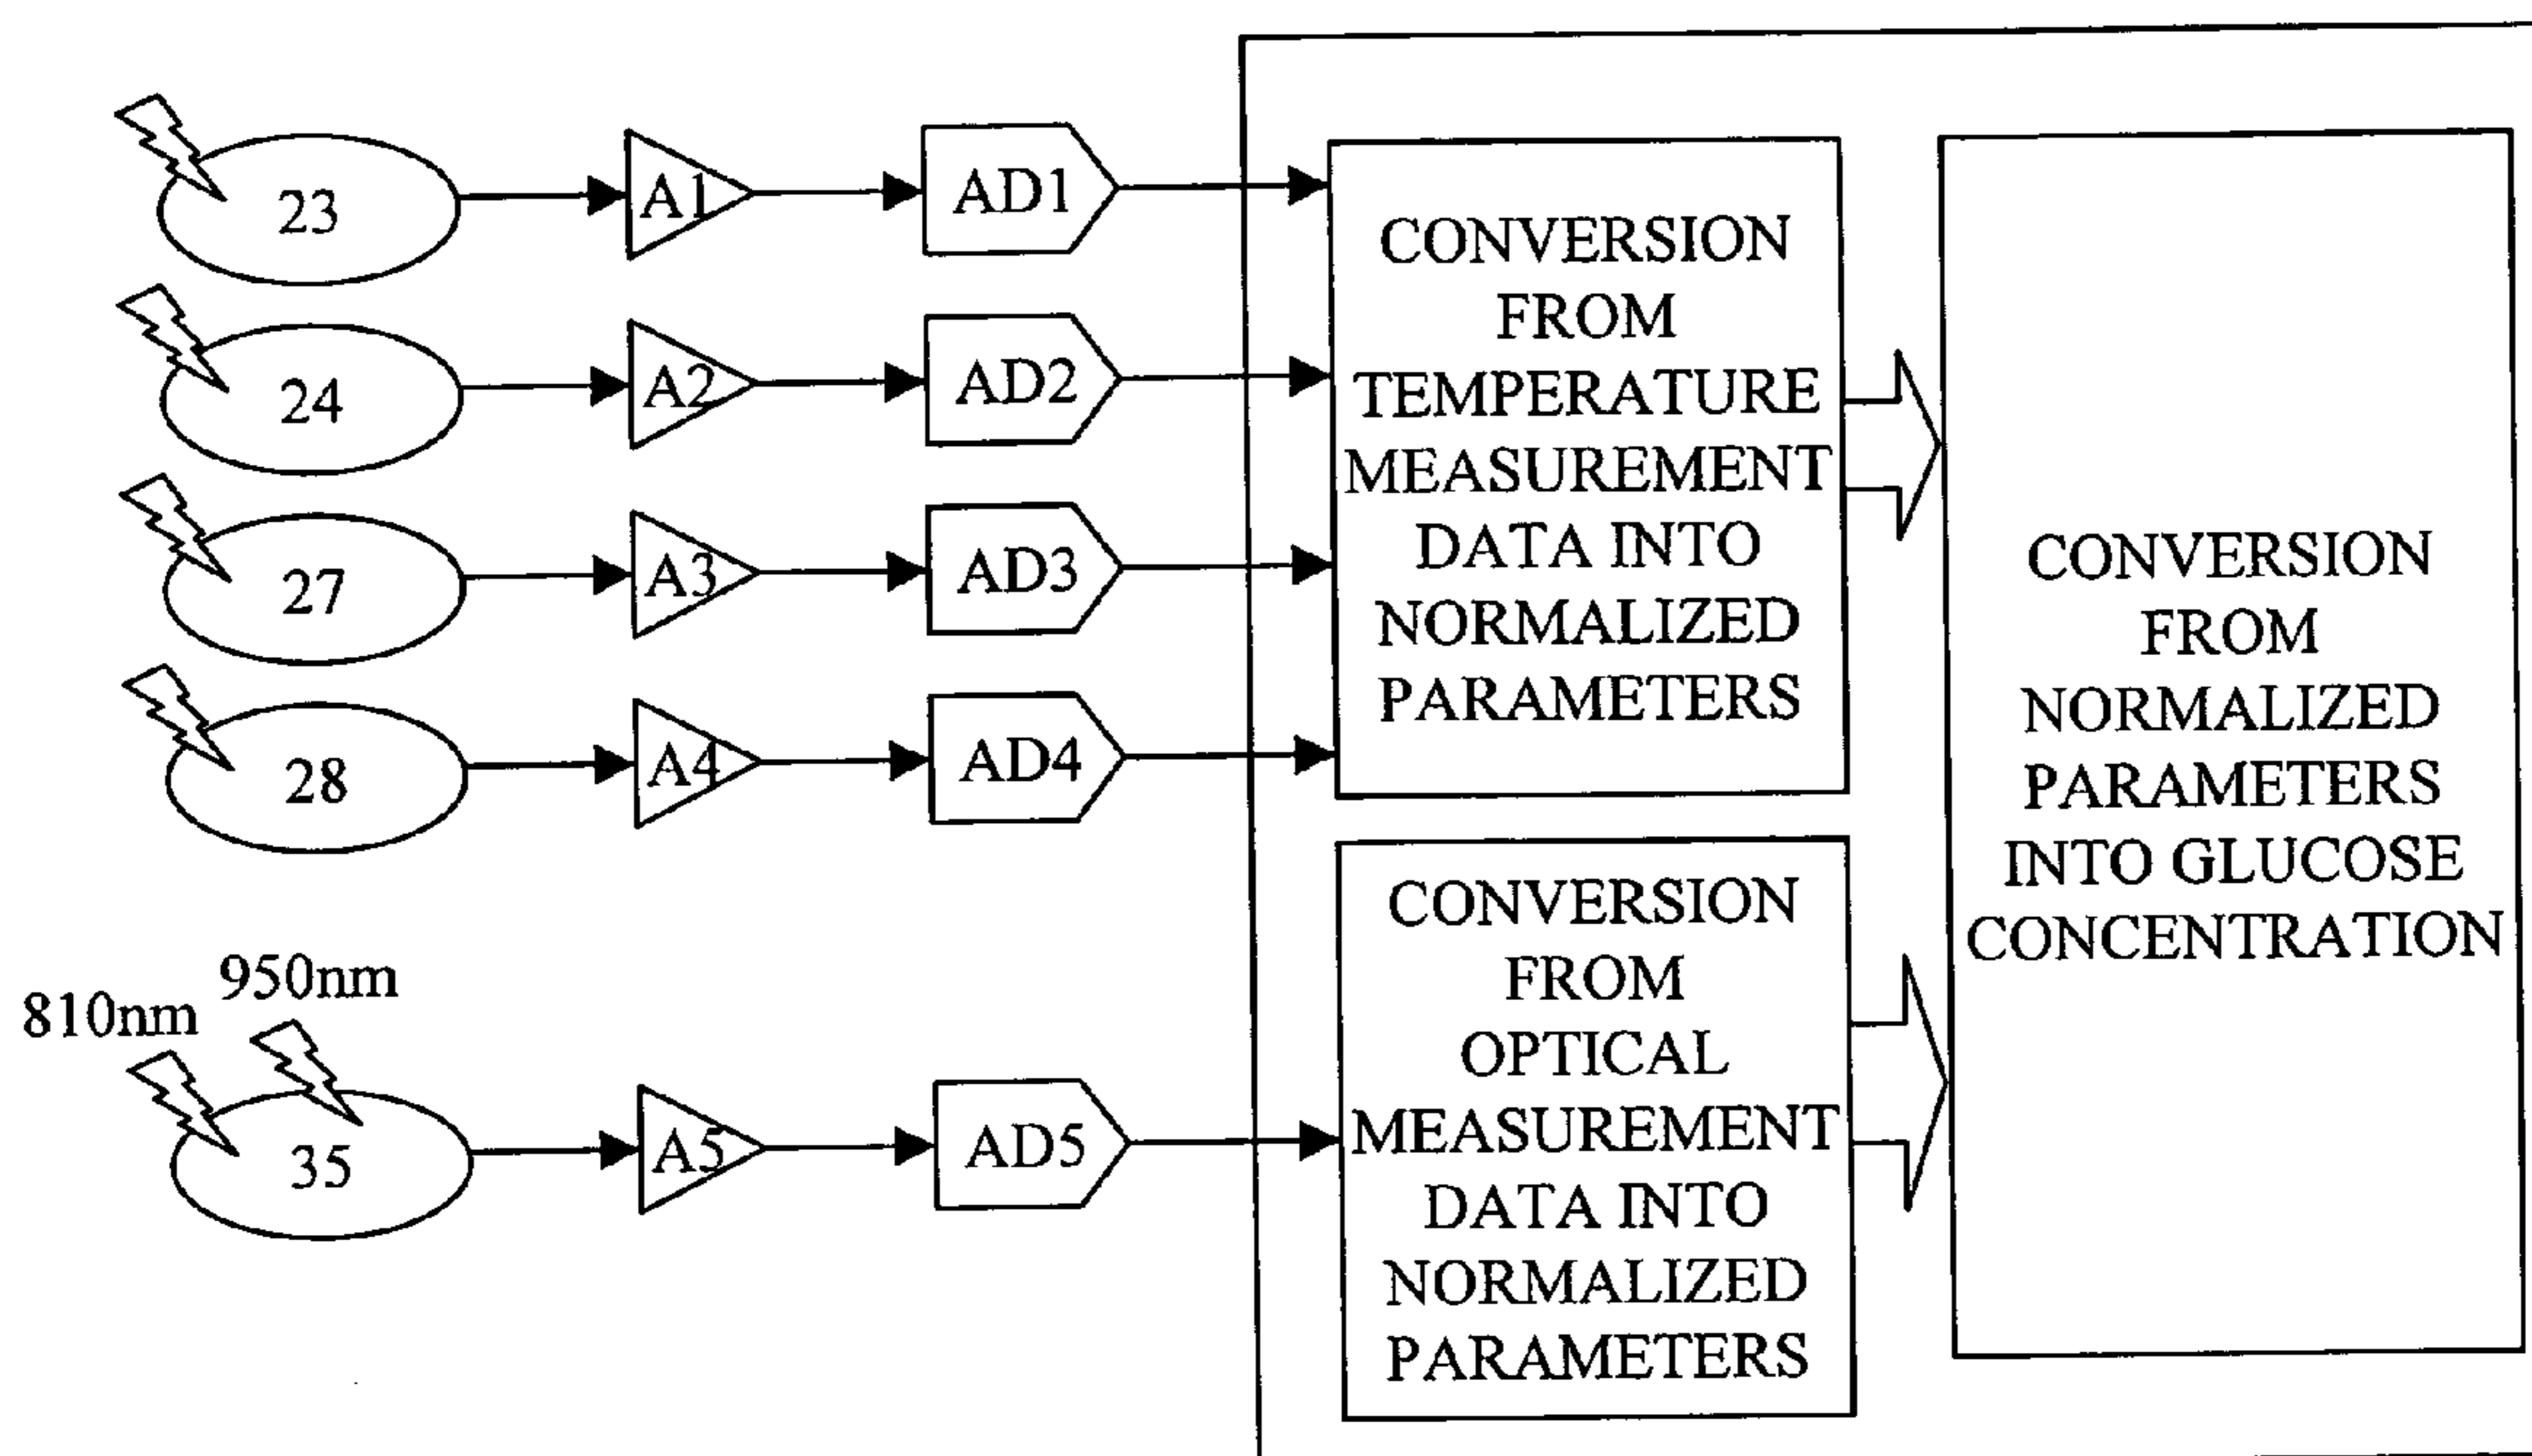 23
A1
AD1
24
A2
AD2
27
A3
AD3
28
A4
AD4
810nm
950nm
35
A5
AD5
CONVERSION
FROM
TEMPERATURE
MEASUREMENT
DATA INTO
NORMALIZED
PARAMETERS
CONVERSION
FROM
OPTICAL
MEASUREMENT
DATA INTO
NORMALIZED
PARAMETERS
CONVERSION
FROM
NORMALIZED
PARAMETERS
INTO GLUCOSE
CONCENTRATION